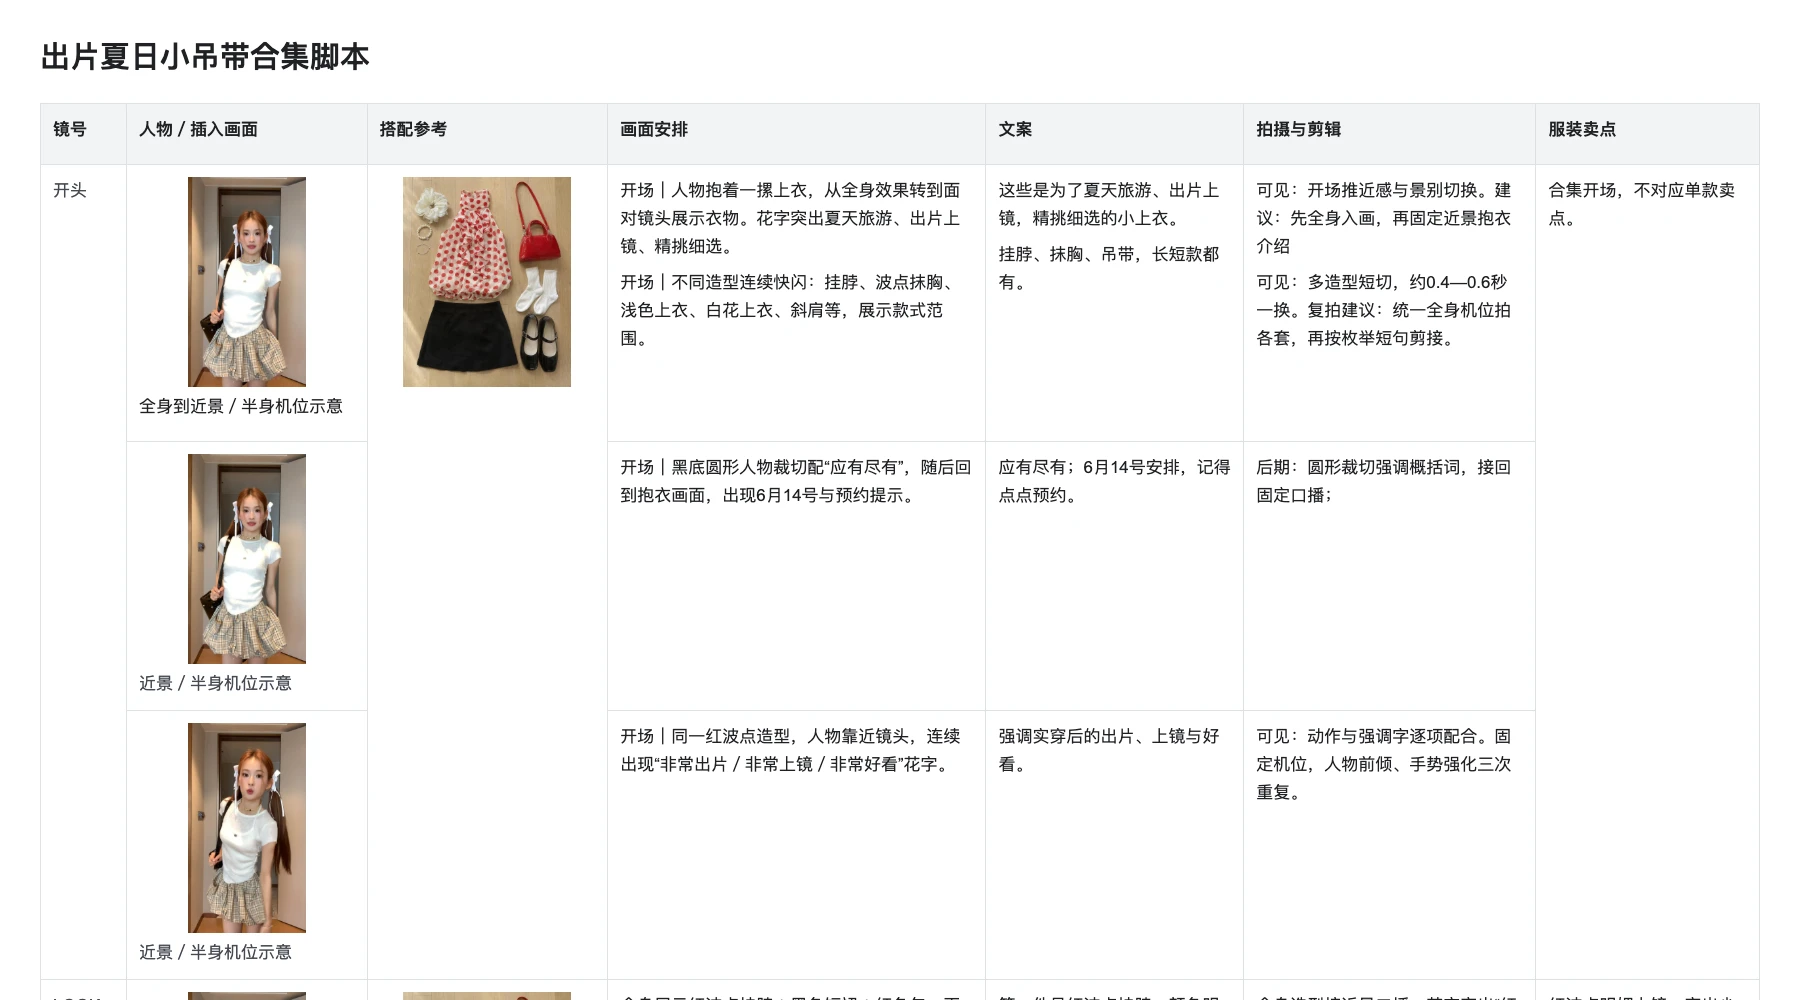 出片夏日小吊带合集脚本
镜号
人物 / 插入画面
搭配参考
画面安排
文案
拍摄与剪辑
服装卖点
开头
全身到近景 / 半身机位示意
开场｜人物抱着一摞上衣，从全身效果转到面
对镜头展示衣物。花字突出夏天旅游、出片上
镜、精挑细选。
开场｜不同造型连续快闪：挂脖、波点抹胸、
浅色上衣、白花上衣、斜肩等，展示款式范
围。
这些是为了夏天旅游、出片上
镜，精挑细选的小上衣。
挂脖、抹胸、吊带，长短款都
有。
可见：开场推近感与景别切换。建
议：先全身入画，再固定近景抱衣
介绍
可见：多造型短切，约0.4—0.6秒
一换。复拍建议：统一全身机位拍
各套，再按枚举短句剪接。
合集开场，不对应单款卖
点。
近景 / 半身机位示意
开场｜黑底圆形人物裁切配“应有尽有”，随后回
到抱衣画面，出现6月14号与预约提示。
应有尽有；6月14号安排，记得
点点预约。
后期：圆形裁切强调概括词，接回
固定口播；
近景 / 半身机位示意
开场｜同一红波点造型，人物靠近镜头，连续
出现“非常出片 / 非常上镜 / 非常好看”花字。
强调实穿后的出片、上镜与好
看。
可见：动作与强调字逐项配合。固
定机位，人物前倾、手势强化三次
重复。